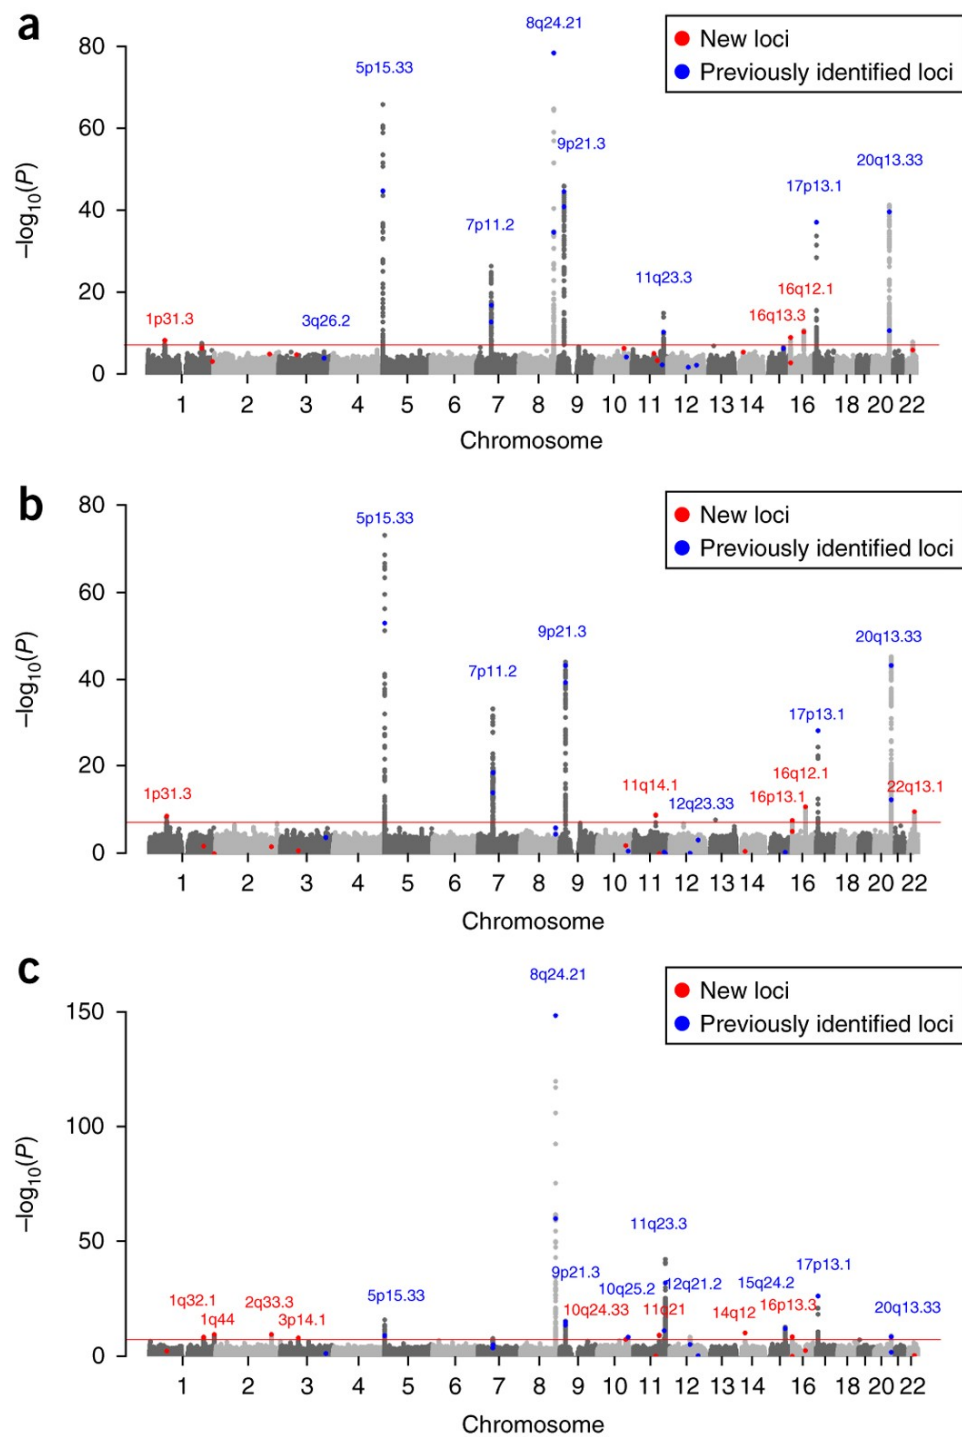 a
8q24.21
80
5p15.33
New loci
Previously identified loci
60
9p21.3
20q13.33
17p13.1
40
7p11.2
11q23.3
16q12.1
20
1p31.3
3q26.2
16q13.3
0
–log10(P)
1 2 3 4 5 6 7 8 9 10 11 12 14 16 18 20 22
Chromosome
b
80
5p15.33
New loci
Previously identified loci
60
9p21.3
20q13.33
7p11.2
40
17p13.1
16q12.1
20
1p31.3
11q14.1
12q23.33
16p13.1
22q13.1
0
–log10(P)
1 2 3 4 5 6 7 8 9 10 11 12 14 16 18 20 22
Chromosome
c
8q24.21
New loci
Previously identified loci
150
100
11q23.3
50
17p13.1
9p21.3
10q25.2
12q21.2
15q24.2
1q32.1
2q33.3
5p15.33
1q44
3p14.1
10q24.33
11q21
14q12
16p13.3
20q13.33
0
–log10(P)
1 2 3 4 5 6 7 8 9 10 11 12 14 16 18 20 22
Chromosome